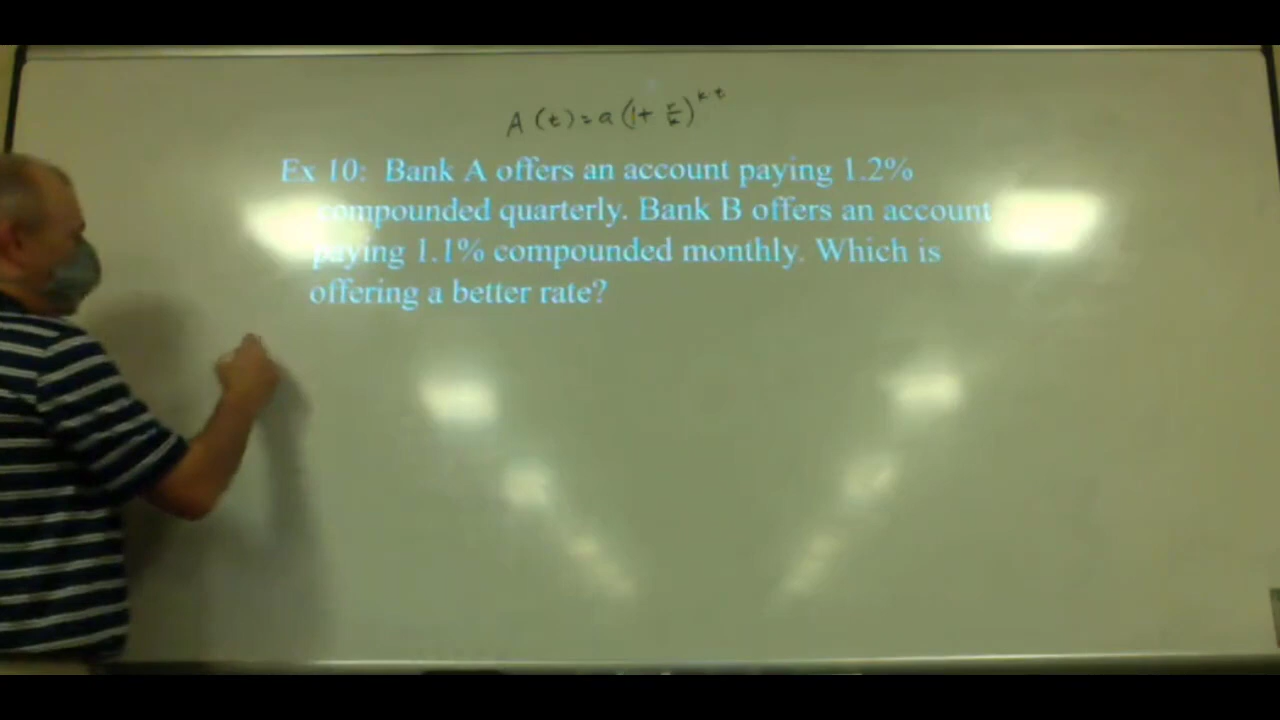 A(t)=a(1+r/k)^kt
Ex 10: Bank A offers an account paying 1.2%
compounded quarterly. Bank B offers an account
paying 1.1% compounded monthly. Which is
offering a better rate?